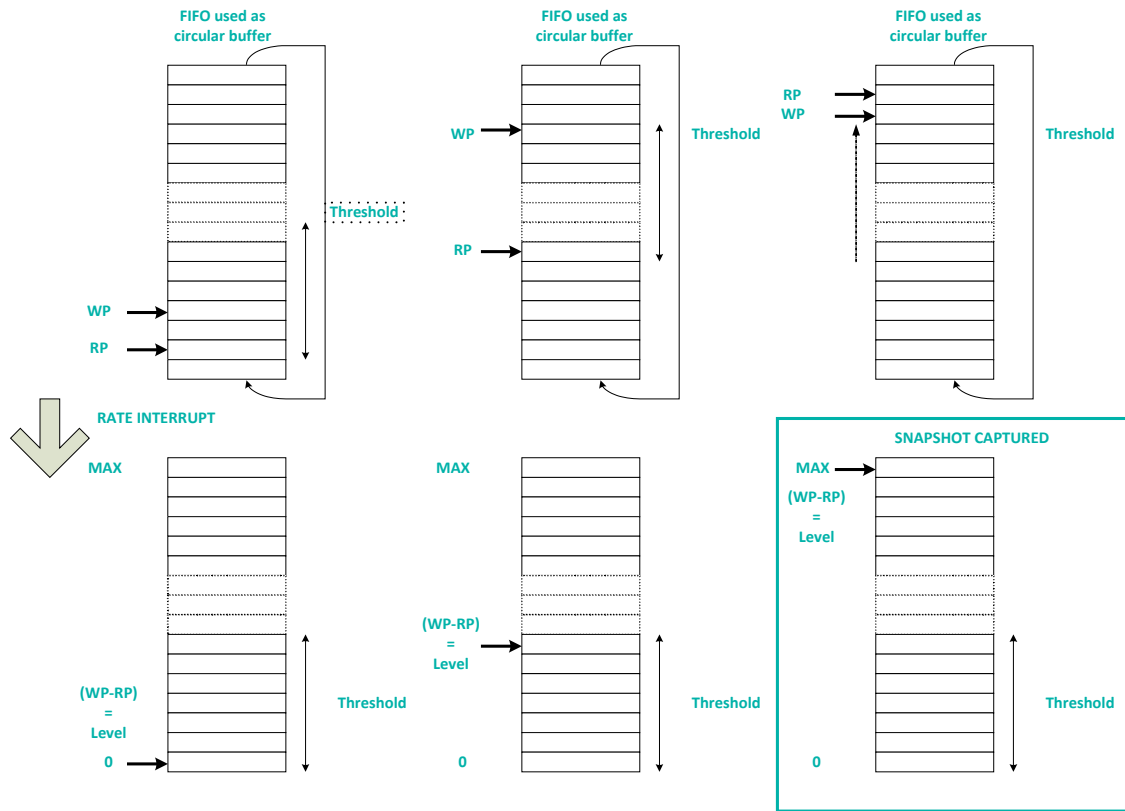 FIFO used as
circular buffer
FIFO used as
circular buffer
FIFO used as
circular buffer
RP
WP
WP
Threshold
Threshold
Threshold
RP
WP
RP
RATE INTERRUPT
SNAPSHOT CAPTURED
MAX
MAX
MAX
(WP-RP)
=
Level
(WP-RP)
=
Level
(WP-RP)
=
Level
Threshold
Threshold
Threshold
0
0
0